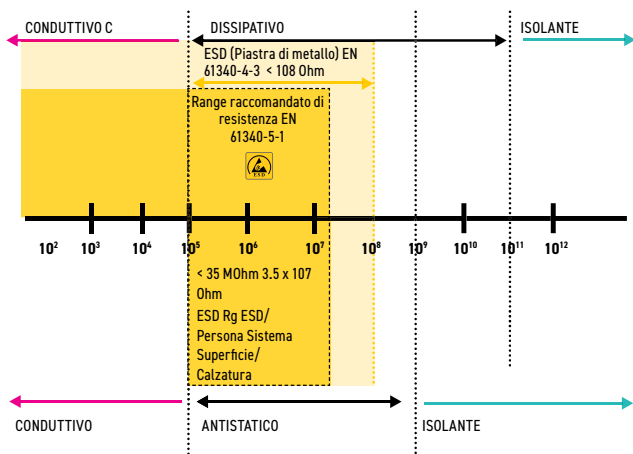 CONDUTTIVO C
DISSIPATIVO
ISOLANTE
ESD (Piastra di metallo) EN
61340-4-3 < 108 Ohm
Range raccomandato di
resistenza EN
61340-5-1
ESD
10² 10³ 10⁴ 10⁵ 10⁶ 10⁷ 10⁸ 10⁹ 10¹⁰ 10¹¹ 10¹²
< 35 MOhm 3.5 x 107
Ohm
ESD Rg ESD/
Persona Sistema
Superficie/
Calzatura
CONDUTTIVO
ANTISTATICO
ISOLANTE